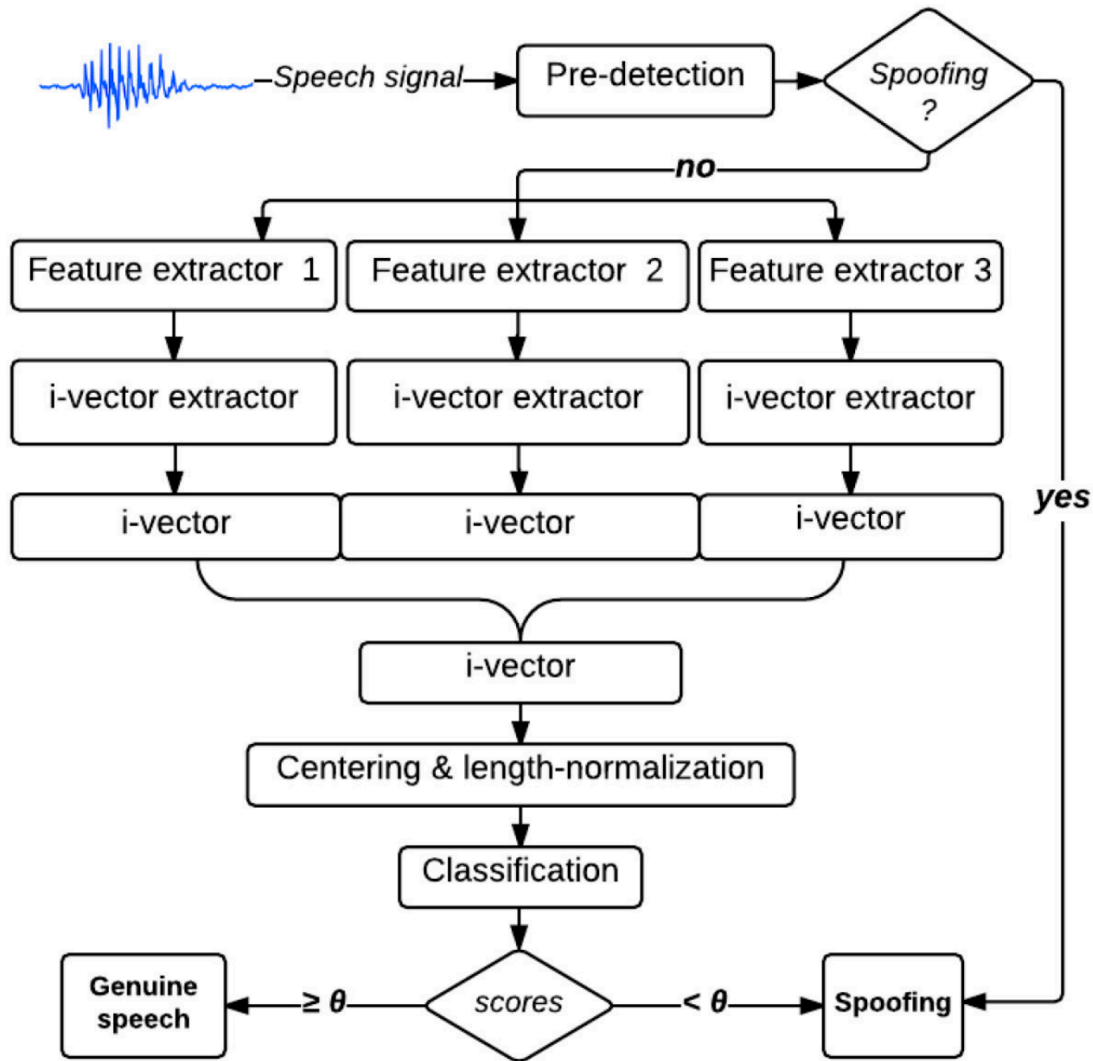 Speech signal
Pre-detection
Spoofing
?
no
Feature extractor 1
Feature extractor 2
Feature extractor 3
i-vector extractor
i-vector extractor
i-vector extractor
i-vector
i-vector
i-vector
yes
i-vector
Centering & length-normalization
Classification
Genuine
speech
≥ θ
scores
< θ
Spoofing